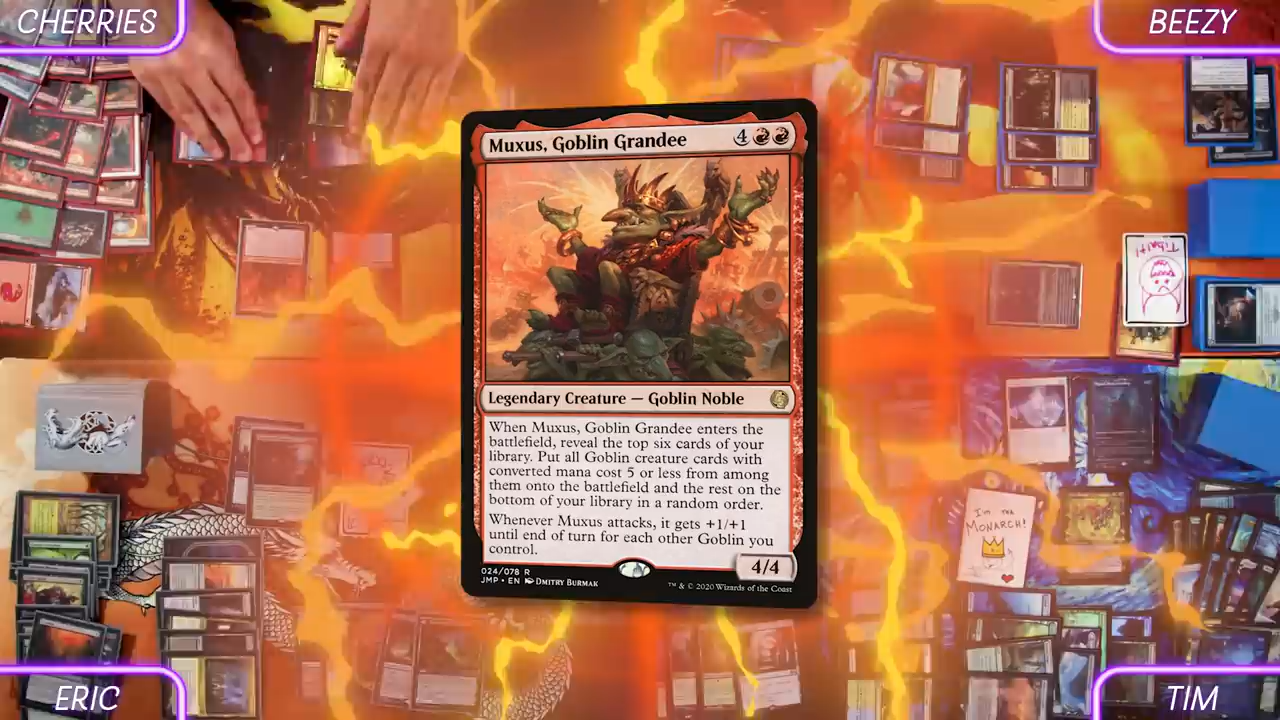 CHERRIES
BEEZY
Muxus, Goblin Grandee 4
Legendary Creature — Goblin Noble
When Muxus, Goblin Grandee enters the
battlefield, reveal the top six cards of your
library. Put all Goblin creature cards with
converted mana cost 5 or less from among
them onto the battlefield and the rest on the
bottom of your library in a random order.
Whenever Muxus attacks, it gets +1/+1
until end of turn for each other Goblin you
control.
4/4
024/078 R
JMP • EN DMITRY BURMAK
™ & © 2020 Wizards of the Coast
Tibalt!
I'M THE
MONARCH!
ERIC
TIM